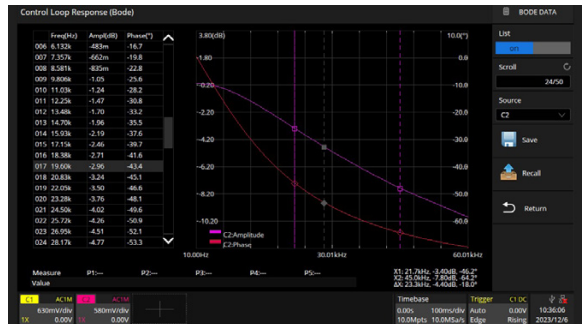 Control Loop Response (Bode)
BODE DATA
Freq(Hz) Ampl(dB) Phase(°)
006 6.132k -483m -16.7
007 7.357k -662m -19.8
008 8.581k -835m -22.8
009 9.806k -1.05 -25.6
010 11.03k -1.24 -28.2
011 12.25k -1.47 -30.8
012 13.48k -1.70 -33.2
013 14.70k -1.96 -35.5
014 15.93k -2.19 -37.6
015 17.15k -2.46 -39.7
016 18.38k -2.71 -41.6
017 19.60k -2.96 -43.4
018 20.83k -3.24 -45.1
019 22.05k -3.50 -46.6
020 23.28k -3.76 -48.1
021 24.50k -4.02 -49.6
022 25.72k -4.26 -50.9
023 26.95k -4.51 -52.1
024 28.17k -4.77 -53.3
3.80(dB) 10.0(°)
-1.80 0.0
-0.20 -10.0
-2.20 -20.0
-4.20 -30.0
-6.20 -40.0
-8.20 -50.0
-10.20 -60.0
C2:Amplitude
C2:Phase
10.00Hz 30.01kHz 60.01kHz
List
on
Scroll
24/50
Source
C2
Save
Recall
Return
Measure P1:--- P2:--- P3:--- P4:--- P5:---
Value
X1: 21.7kHz, -3.40dB, -46.2°
X2: 45.0kHz, -7.80dB, -64.2°
ΔX: 23.3kHz, -4.40dB, -18.0°
C1 AC1M C2 AC1M Timebase Trigger C1 DC
630mV/div 580mV/div 0.00s 100ms/div Auto 0.00V 10:36:06
1X 0.00V 1X 0.00V 10.0Mpts 10.0MSa/s Edge Rising 2023/12/6